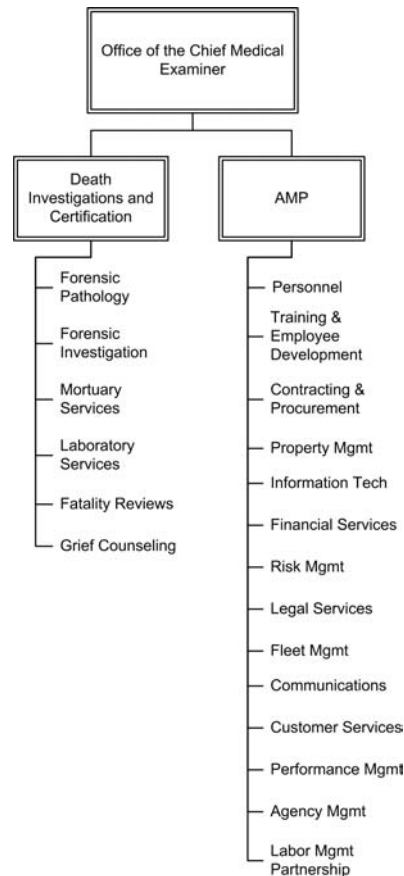 Office of the Chief Medical
Examiner
Death
Investigations and
Certification
Forensic
Pathology
Forensic
Investigation
Mortuary
Services
Laboratory
Services
Fatality Reviews
Grief Counseling
AMP
Personnel
Training &
Employee
Development
Contracting &
Procurement
Property Mgmt
Information Tech
Financial Services
Risk Mgmt
Legal Services
Fleet Mgmt
Communications
Customer Services
Performance Mgmt
Agency Mgmt
Labor Mgmt
Partnership